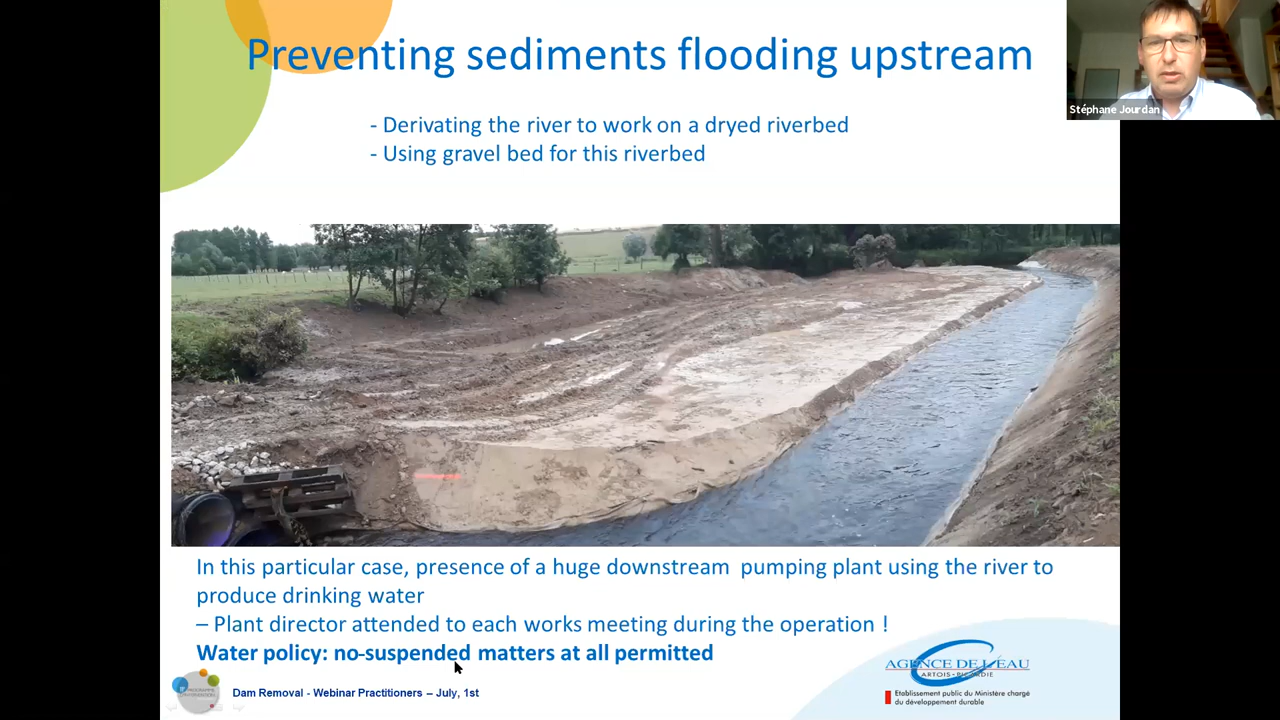 Preventing sediments flooding upstream
Stéphane Jourdan
- Derivating the river to work on a dryed riverbed
- Using gravel bed for this riverbed
In this particular case, presence of a huge downstream pumping plant using the river to
produce drinking water
– Plant director attended to each works meeting during the operation !
Water policy: no-suspended matters at all permitted
AGENCE DE L'EAU
ARTOIS-PICARDIE
Etablissement public du Ministère chargé
du développement durable
Dam Removal - Webinar Practitioners – July, 1st